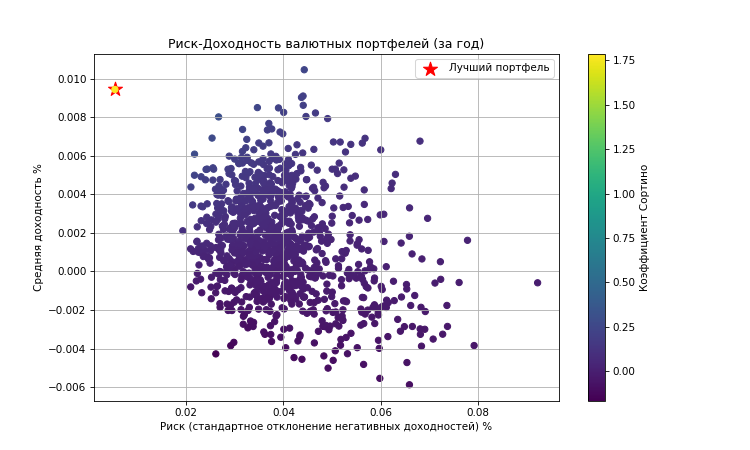 Риск-Доходность валютных портфелей (за год)
Лучший портфель
Средняя доходность %
0.010
0.008
0.006
0.004
0.002
0.000
−0.002
−0.004
−0.006
0.02 0.04 0.06 0.08
Риск (стандартное отклонение негативных доходностей) %
1.75
1.50
1.25
1.00
0.75
0.50
0.25
0.00
Коэффициент Сортино